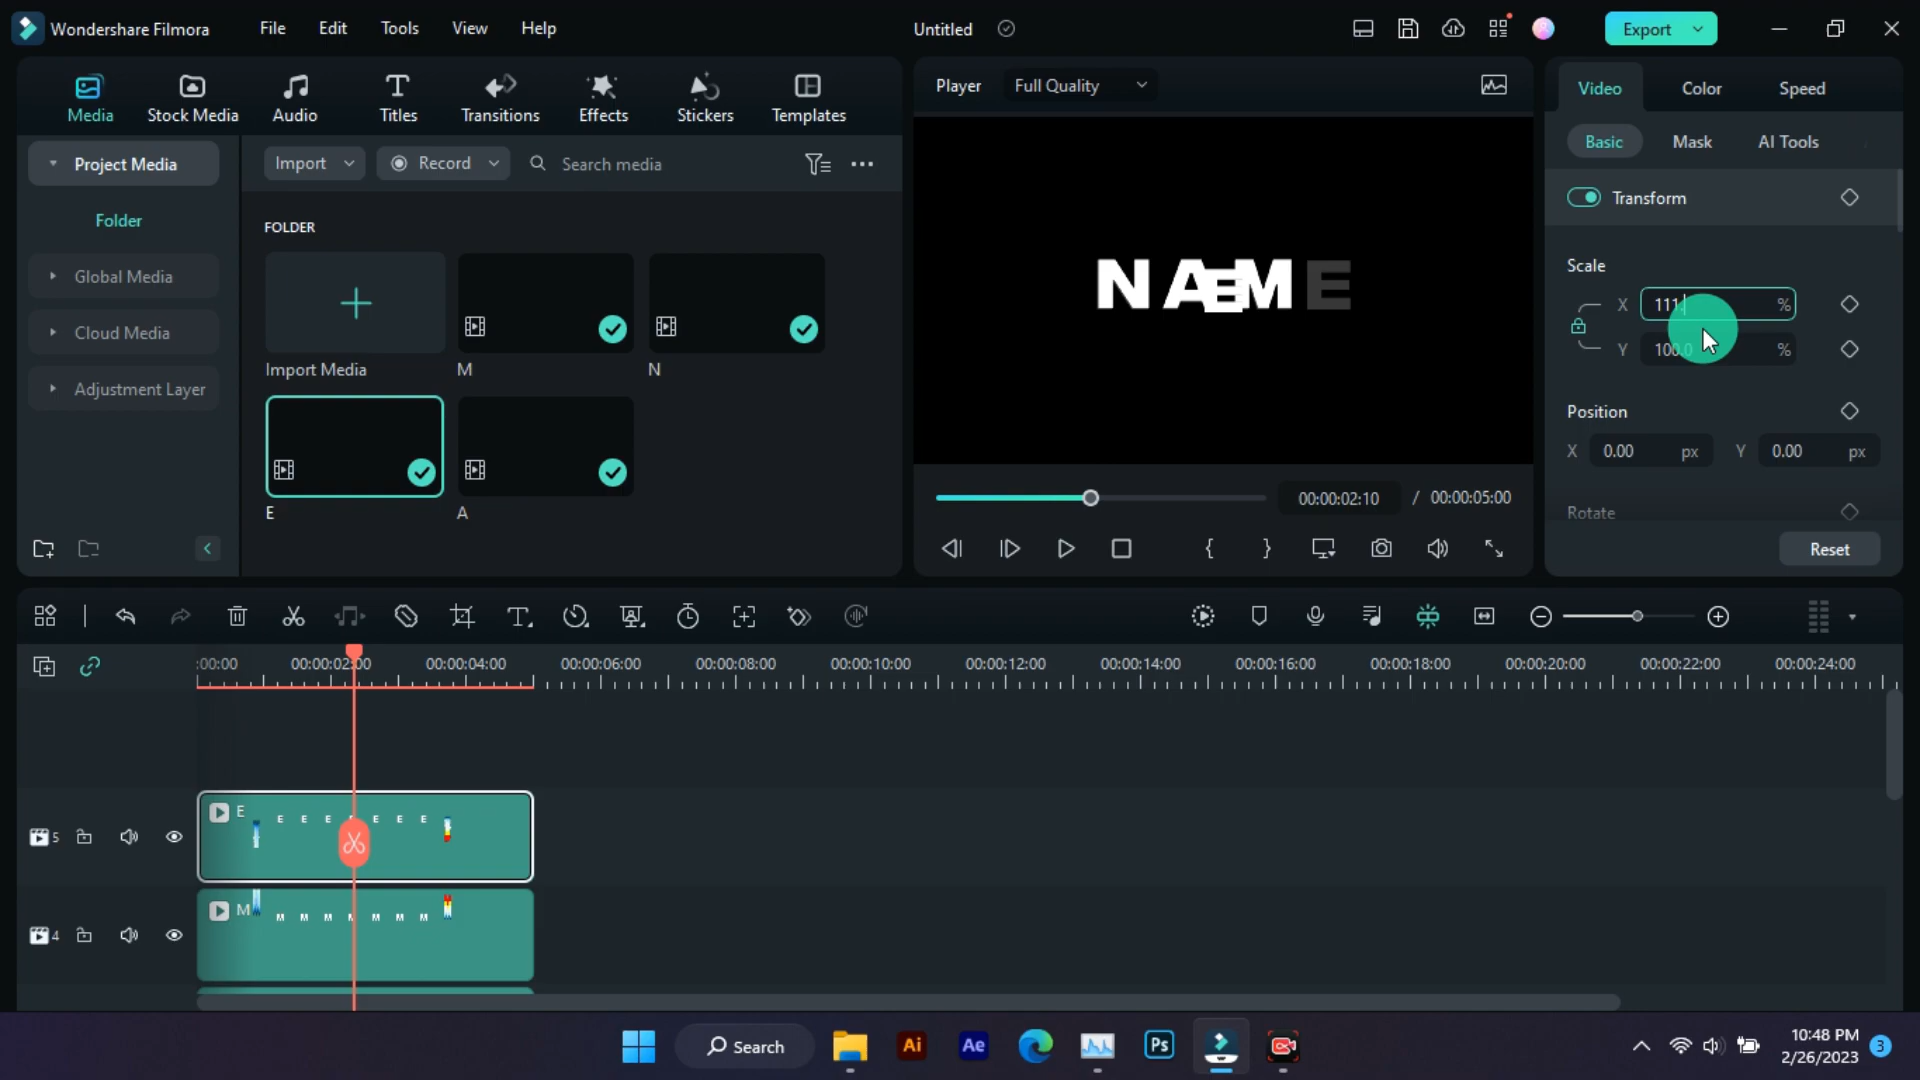 Wondershare Filmora File Edit Tools View Help Untitled Export
Media Stock Media Audio Titles Transitions Effects Stickers Templates
Player Full Quality
Video Color Speed
Project Media
Import Record Search media
Basic Mask AI Tools
Transform
Folder
FOLDER
Global Media
Cloud Media
Adjustment Layer
Import Media M N
E A
N A E M E
Scale
X 111. %
Y 100.0 %
Position
X 0.00 px Y 0.00 px
Rotate
Reset
00:00:02:10 / 00:00:05:00
:00:00 00:00:02:00 00:00:04:00 00:00:06:00 00:00:08:00 00:00:10:00 00:00:12:00 00:00:14:00 00:00:16:00 00:00:18:00 00:00:20:00 00:00:22:00 00:00:24:00
5 E E E E E E E
4 M M M M M M M M
Search Ai Ae Ps
10:48 PM
2/26/2023 3